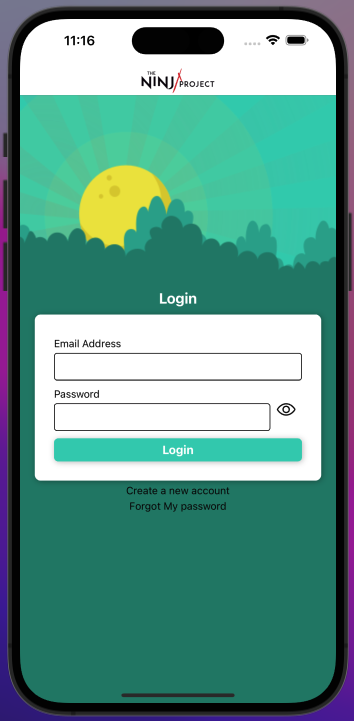 11:16
THE
NINJA PROJECT
Login
Email Address
Password
Login
Create a new account
Forgot My password